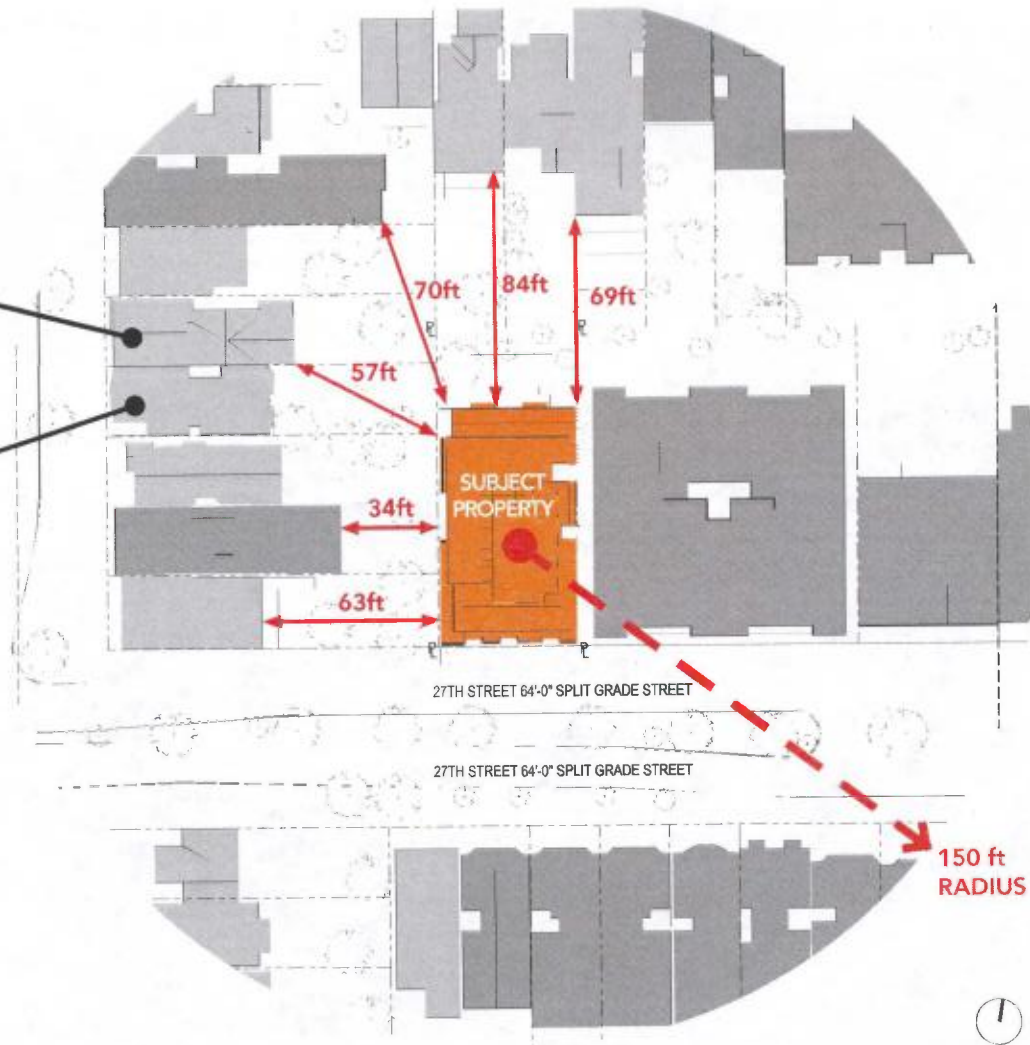 70ft
84ft
69ft
57ft
SUBJECT
PROPERTY
34ft
63ft
27TH STREET 64'-0" SPLIT GRADE STREET
27TH STREET 64'-0" SPLIT GRADE STREET
150 ft
RADIUS